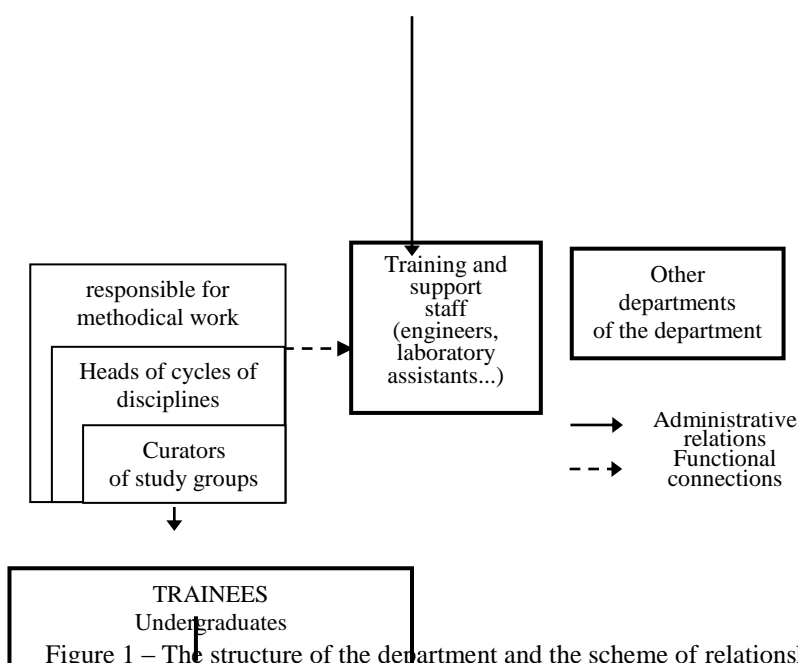 responsible for
methodical work
Heads of cycles of
disciplines
Curators
of study groups
Training and
support
staff
(engineers,
laboratory
assistants...)
Other
departments
of the department
Administrative
relations
Functional
connections
TRAINEES
Undergraduates
Figure 1 – The structure of the department and the scheme of